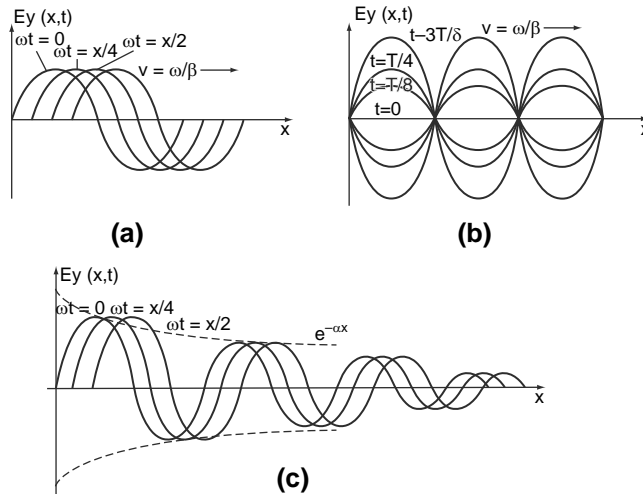 Ey (x,t)
ωt = 0
ωt = x/4
ωt = x/2
v = ω/β
x
(a)
Ey (x,t)
t–3T/δ
v = ω/β
t=T/4
t=T/8
t=0
x
(b)
Ey (x,t)
ωt = 0 ωt = x/4
ωt = x/2
e–αx
x
(c)